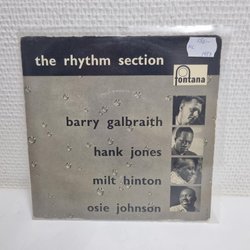 the rhythm section
fontana
barry galbraith
hank jones
milt hinton
osie johnson